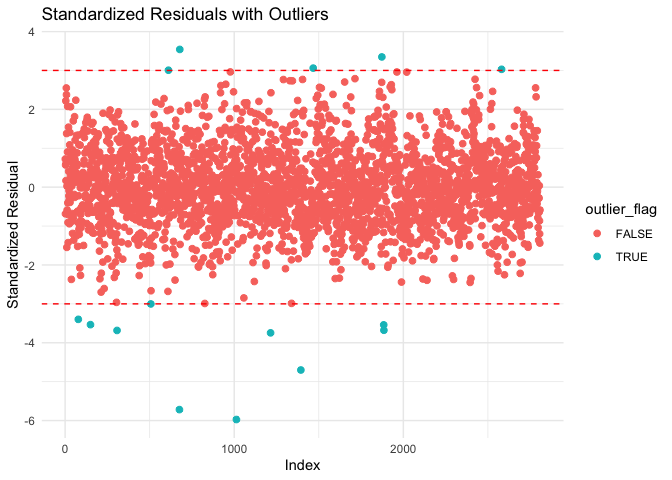 Standardized Residuals with Outliers
4
2
0
-2
-4
-6
Standardized Residual
0
1000
2000
Index
outlier_flag
FALSE
TRUE